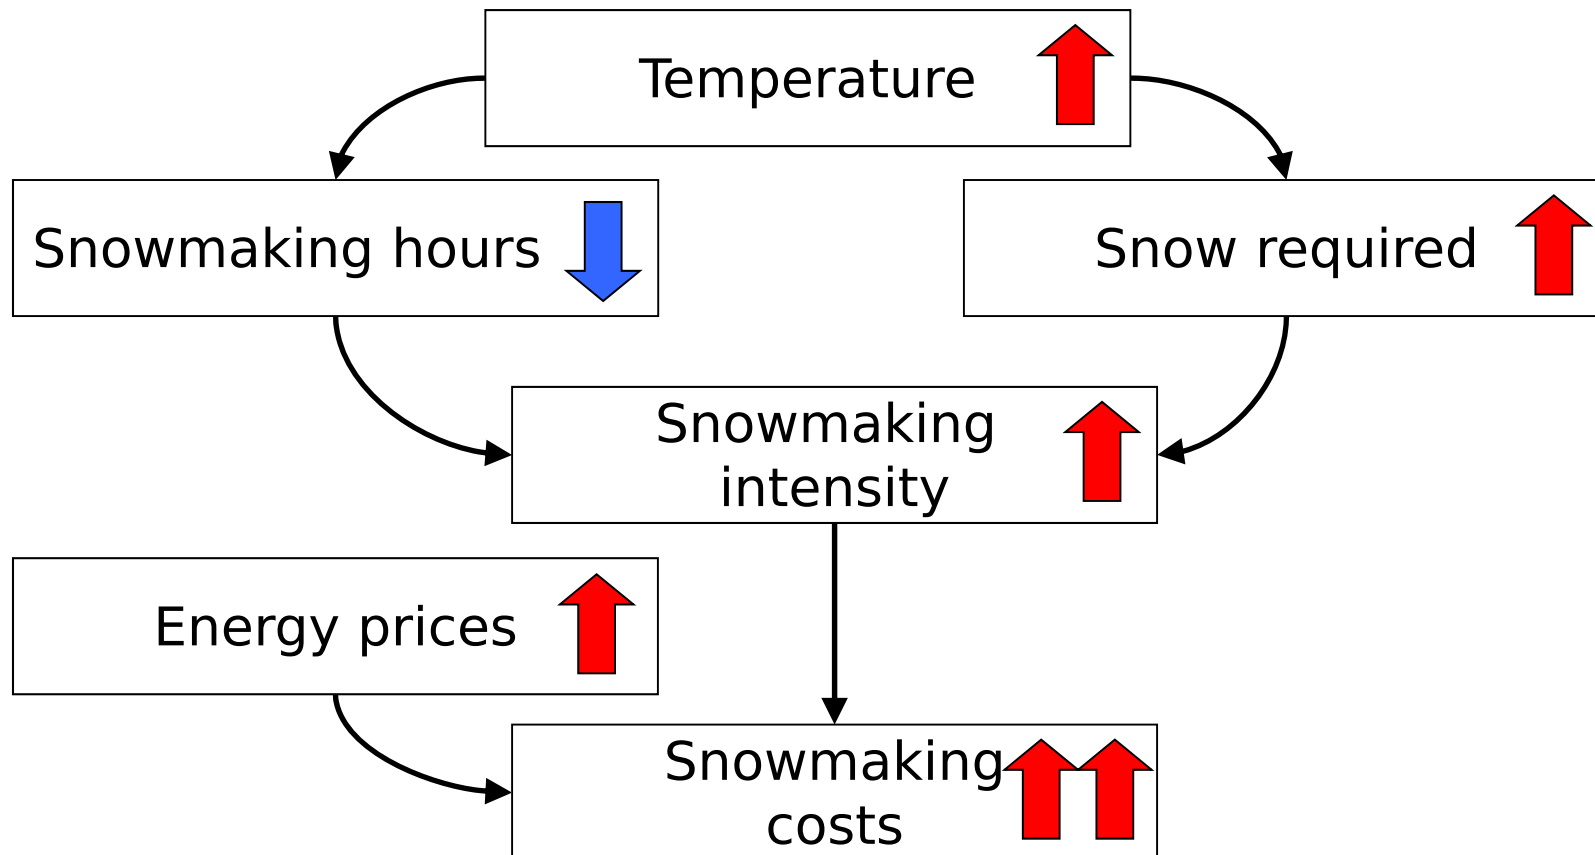 Temperature
Snowmaking hours
Snow required
Snowmaking
intensity
Energy prices
Snowmaking
costs